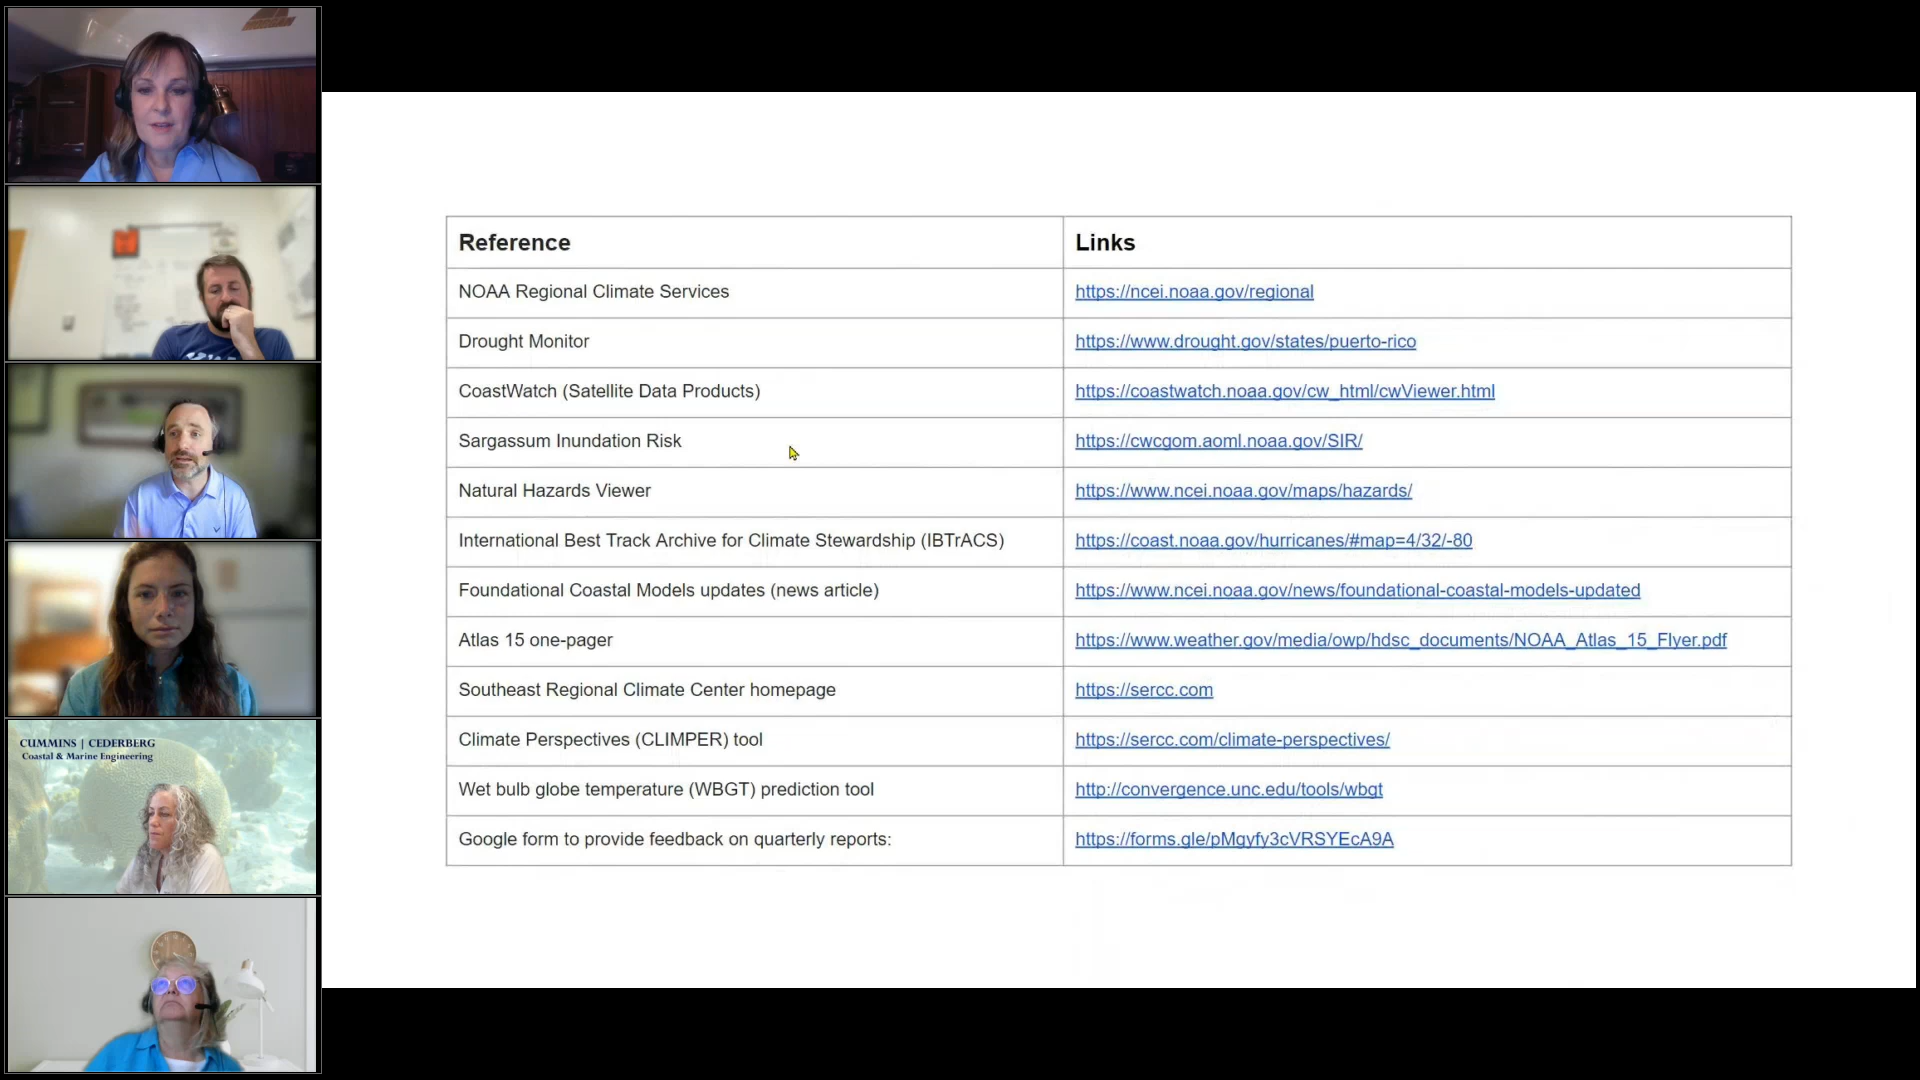 CUMMINS | CEDERBERG
Coastal & Marine Engineering
Reference Links
NOAA Regional Climate Services https://ncei.noaa.gov/regional
Drought Monitor https://www.drought.gov/states/puerto-rico
CoastWatch (Satellite Data Products) https://coastwatch.noaa.gov/cw_html/cwViewer.html
Sargassum Inundation Risk https://cwcgom.aoml.noaa.gov/SIR/
Natural Hazards Viewer https://www.ncei.noaa.gov/maps/hazards/
International Best Track Archive for Climate Stewardship (IBTrACS) https://coast.noaa.gov/hurricanes/#map=4/32/-80
Foundational Coastal Models updates (news article) https://www.ncei.noaa.gov/news/foundational-coastal-models-updated
Atlas 15 one-pager https://www.weather.gov/media/owp/hdsc_documents/NOAA_Atlas_15_Flyer.pdf
Southeast Regional Climate Center homepage https://sercc.com
Climate Perspectives (CLIMPER) tool https://sercc.com/climate-perspectives/
Wet bulb globe temperature (WBGT) prediction tool http://convergence.unc.edu/tools/wbgt
Google form to provide feedback on quarterly reports: https://forms.gle/pMgyfy3cVRSYEcA9A